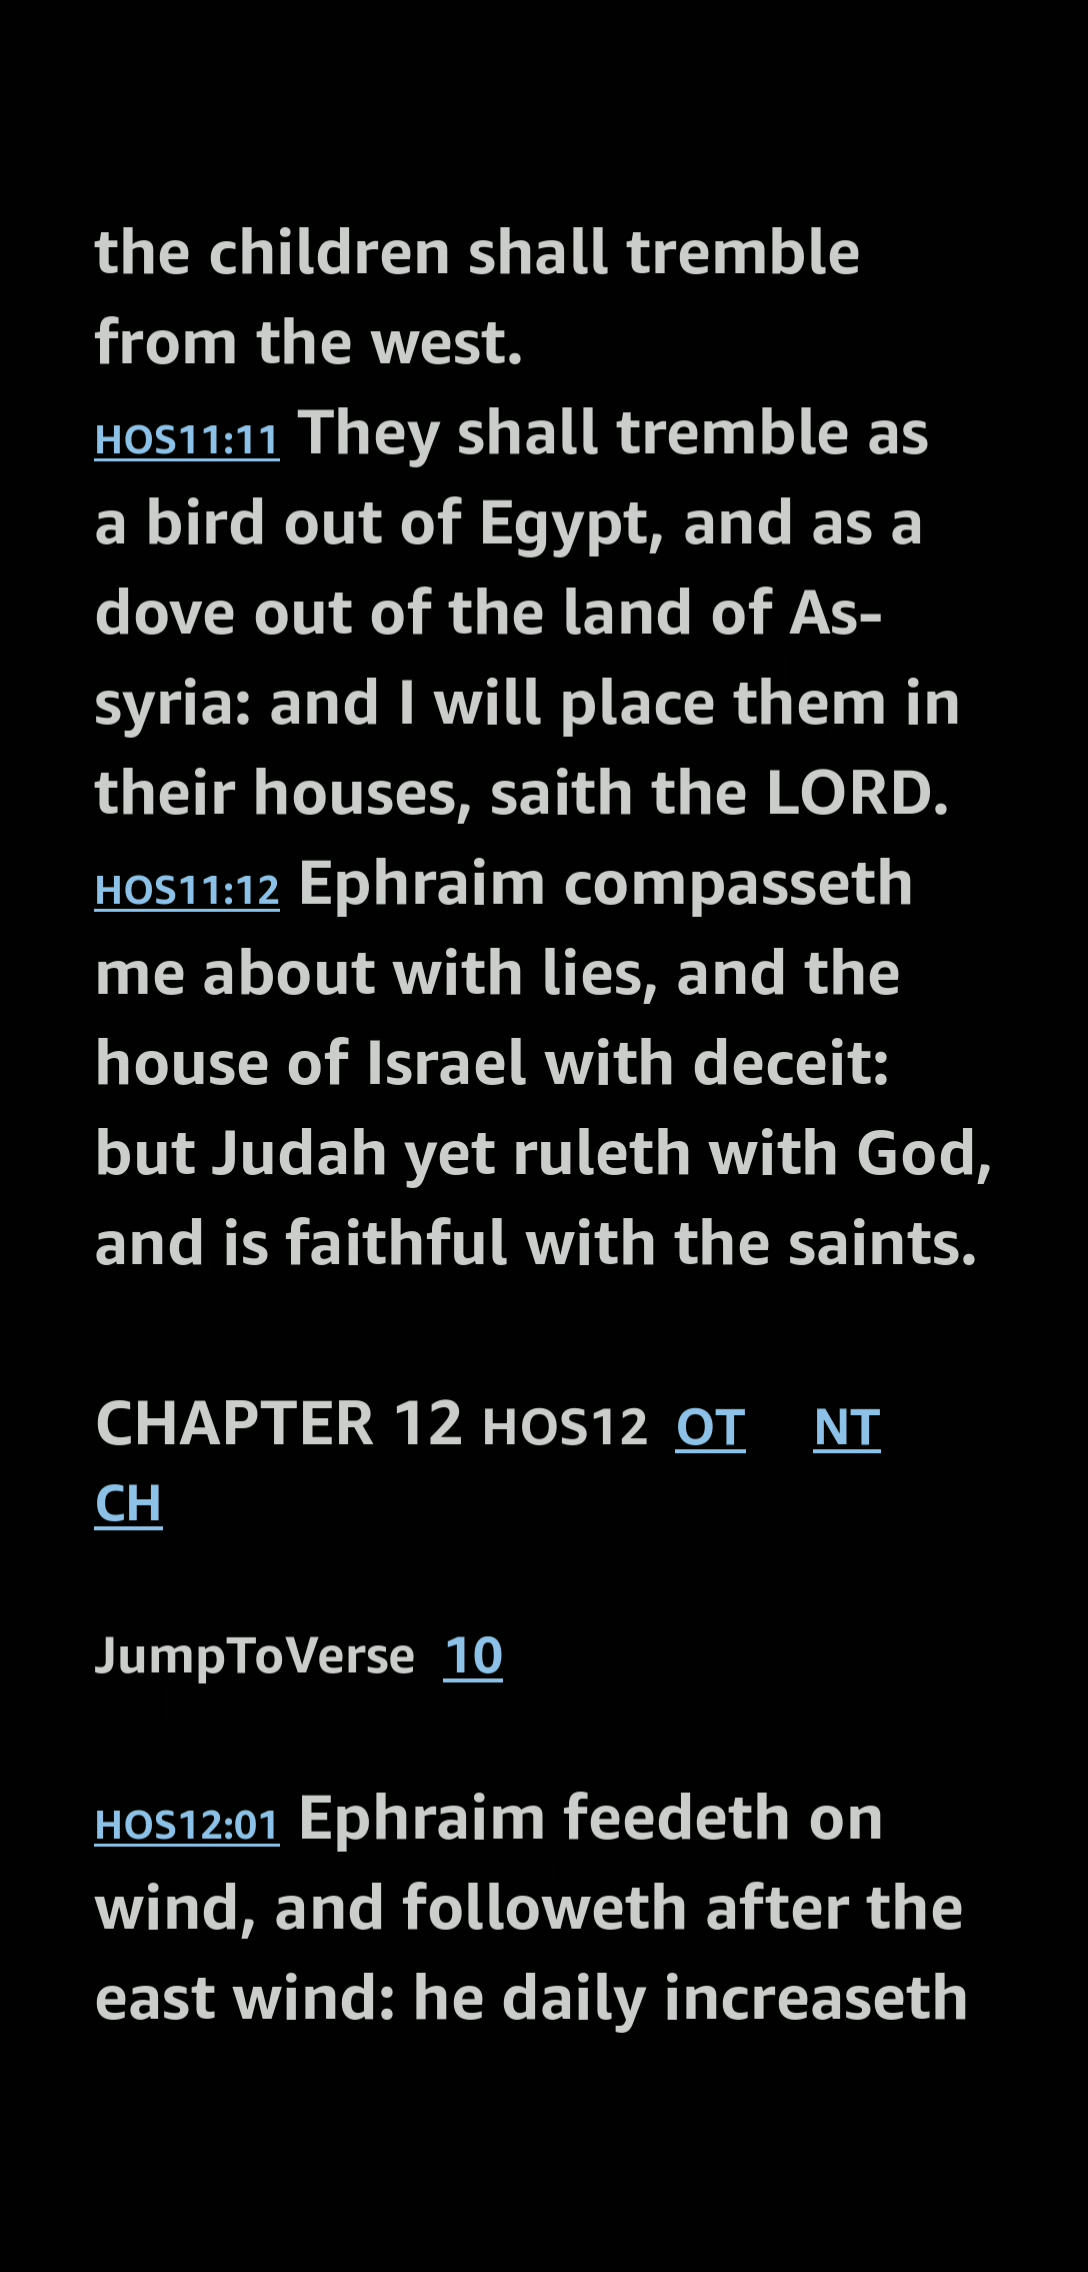 the children shall tremble
from the west.
HOS11:11 They shall tremble as
a bird out of Egypt, and as a
dove out of the land of As-
syria: and I will place them in
their houses, saith the LORD.
HOS11:12 Ephraim compasseth
me about with lies, and the
house of Israel with deceit:
but Judah yet ruleth with God,
and is faithful with the saints.
CHAPTER 12 HOS12 OT NT
CH
JumpToVerse 10
HOS12:01 Ephraim feedeth on
wind, and followeth after the
east wind: he daily increaseth